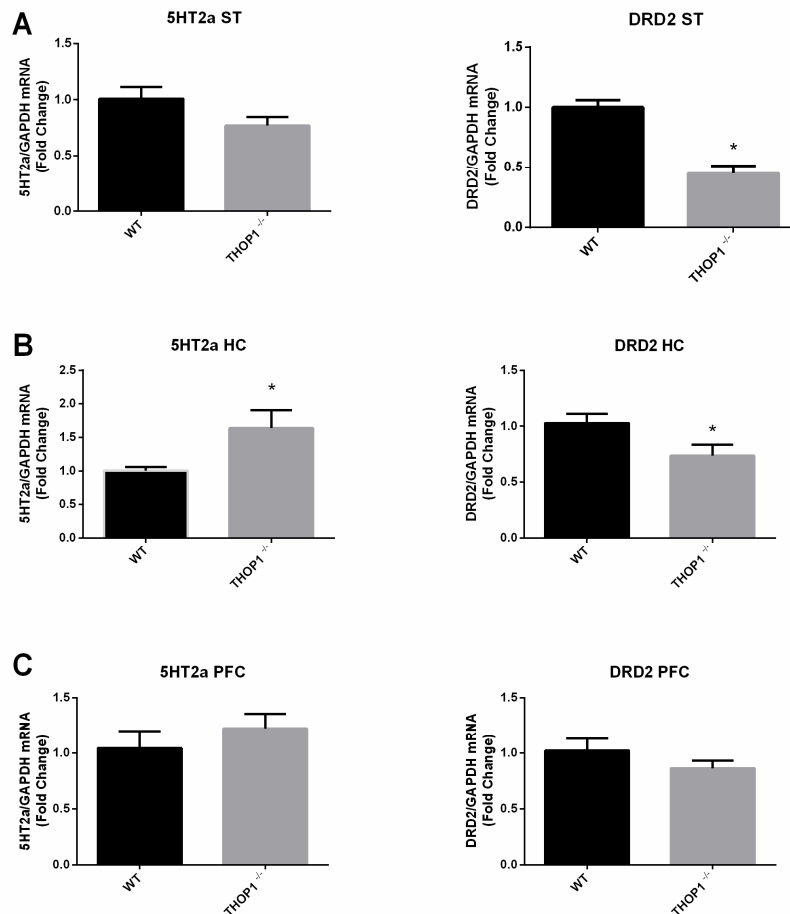 A
5HT2a ST
5HT2a/GAPDH mRNA
(Fold Change)
1.5
1.0
0.5
0.0
WT
THOP1 -/-
DRD2 ST
DRD2/GAPDH mRNA
(Fold Change)
1.5
1.0
0.5
0.0
*
WT
THOP1 -/-
B
5HT2a HC
5HT2a/GAPDH mRNA
(Fold Change)
2.5
2.0
1.5
1.0
0.5
0.0
*
WT
THOP1 -/-
DRD2 HC
DRD2/GAPDH mRNA
(Fold Change)
1.5
1.0
0.5
0.0
*
WT
THOP1 -/-
C
5HT2a PFC
5HT2a/GAPDH mRNA
(Fold Change)
1.5
1.0
0.5
0.0
WT
THOP1 -/-
DRD2 PFC
DRD2/GAPDH mRNA
(Fold Change)
1.5
1.0
0.5
0.0
WT
THOP1 -/-